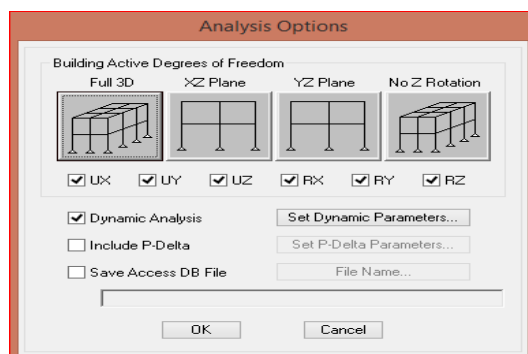 Analysis Options
Building Active Degrees of Freedom
Full 3D XZ Plane YZ Plane No Z Rotation
UX UY UZ RX RY RZ
Dynamic Analysis Set Dynamic Parameters...
Include P-Delta Set P-Delta Parameters...
Save Access DB File File Name...
OK Cancel